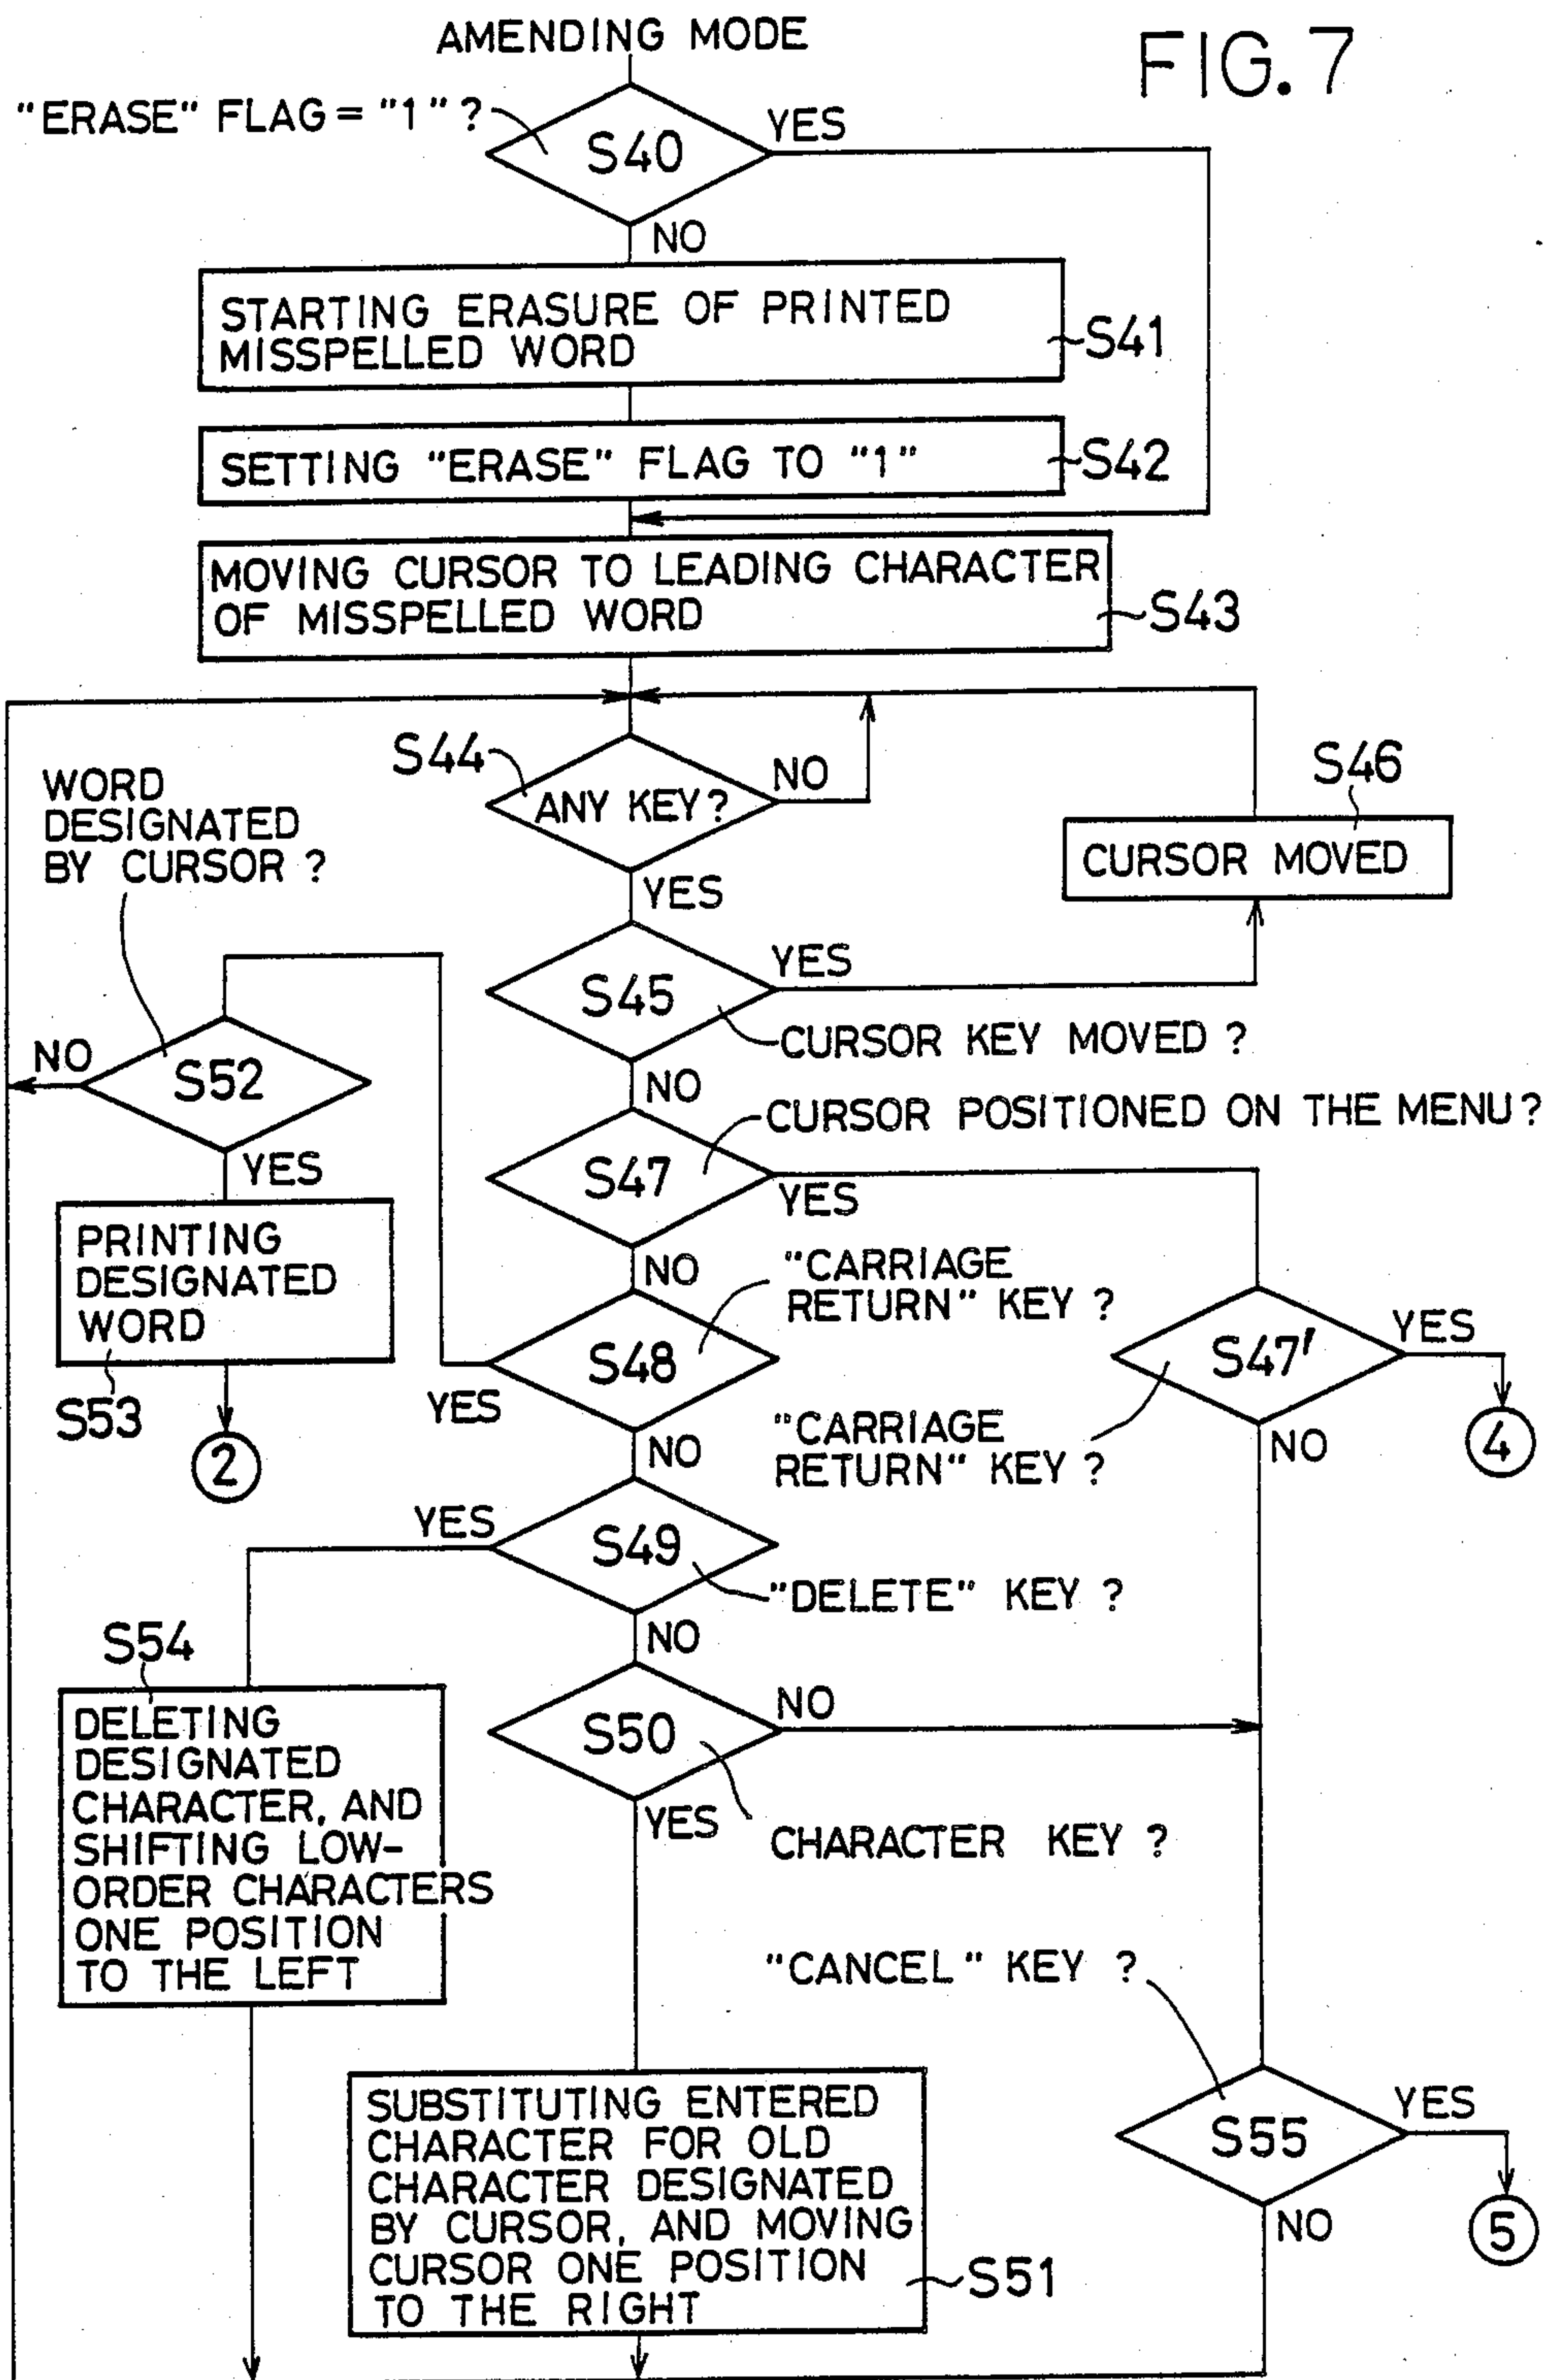 AMENDING MODE
FIG. 7
"ERASE" FLAG = "1" ?
S40
YES
NO
STARTING ERASURE OF PRINTED
MISSPELLED WORD
S41
SETTING "ERASE" FLAG TO "1"
S42
MOVING CURSOR TO LEADING CHARACTER
OF MISSPELLED WORD
S43
S44
ANY KEY?
NO
YES
S46
CURSOR MOVED
WORD
DESIGNATED
BY CURSOR ?
S45
YES
CURSOR KEY MOVED ?
NO
NO
S52
YES
CURSOR POSITIONED ON THE MENU?
S47
YES
NO
PRINTING
DESIGNATED
WORD
S53
2
"CARRIAGE
RETURN" KEY ?
S48
YES
NO
S47'
YES
4
"CARRIAGE
RETURN" KEY ?
NO
YES
S49
"DELETE" KEY ?
NO
S54
DELETING
DESIGNATED
CHARACTER, AND
SHIFTING LOW-
ORDER CHARACTERS
ONE POSITION
TO THE LEFT
S50
NO
YES
CHARACTER KEY ?
"CANCEL" KEY ?
S55
YES
5
NO
SUBSTITUTING ENTERED
CHARACTER FOR OLD
CHARACTER DESIGNATED
BY CURSOR, AND MOVING
CURSOR ONE POSITION
TO THE RIGHT
S51